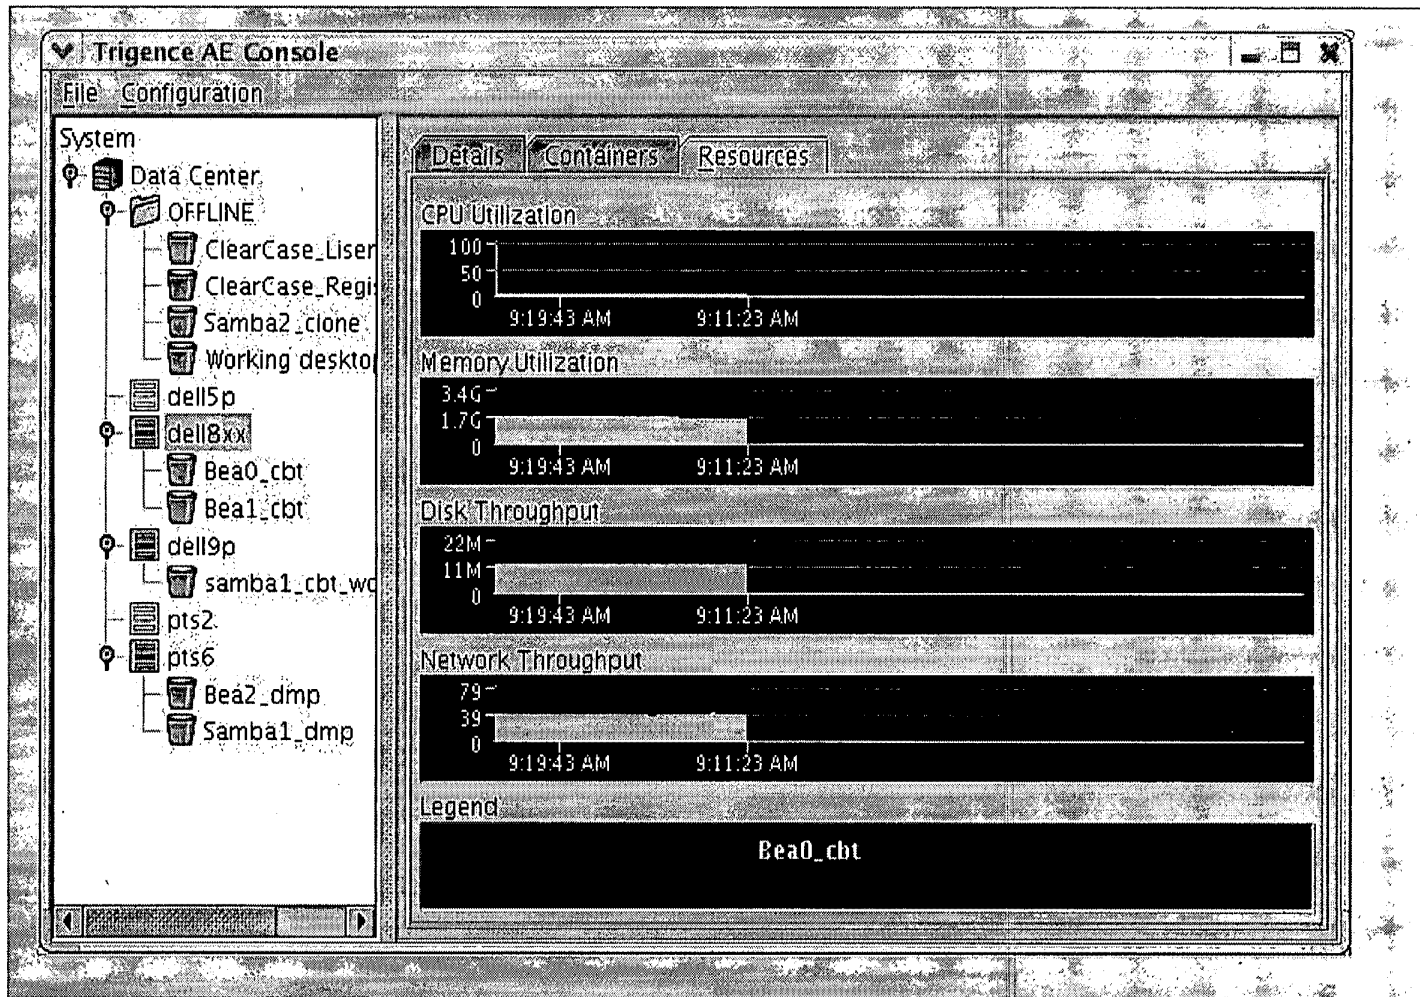 Trigence AE Console
File Configuration
System
Data Center
OFFLINE
ClearCase_Liser
ClearCase_Regi
Samba2_clone
Working deskto
dell5p
dell8xx
Bea0_cbt
Bea1_cbt
dell9p
samba1_cbt_wo
pts2
pts6
Bea2_dmp
Samba1_dmp
Details Containers Resources
CPU Utilization
100
50
0
9:19:43 AM 9:11:23 AM
Memory Utilization
3.4G
1.7G
0
9:19:43 AM 9:11:23 AM
Disk Throughput
22M
11M
0
9:19:43 AM 9:11:23 AM
Network Throughput
79
39
0
9:19:43 AM 9:11:23 AM
Legend
Bea0_cbt